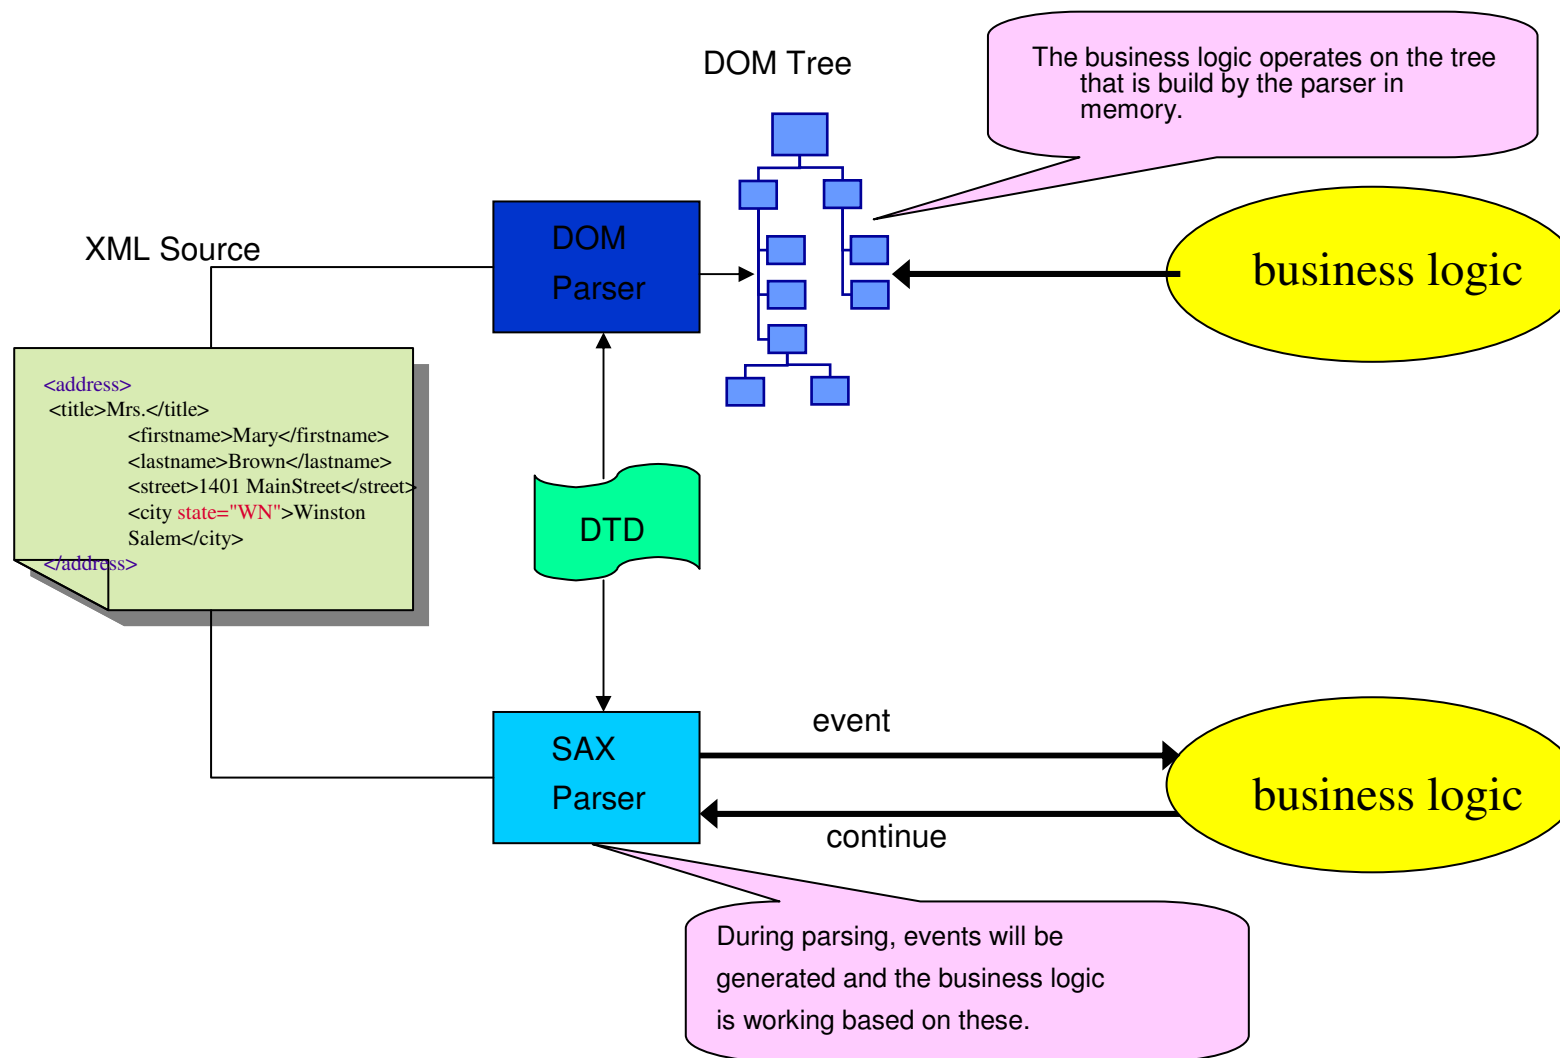 DOM Tree
The business logic operates on the tree
that is build by the parser in
memory.
XML Source
DOM
Parser
business logic
<address>
<title>Mrs.</title>
<firstname>Mary</firstname>
<lastname>Brown</lastname>
<street>1401 MainStreet</street>
<city state="WN">Winston
Salem</city>
</address>
DTD
SAX
Parser
event
continue
business logic
During parsing, events will be
generated and the business logic
is working based on these.